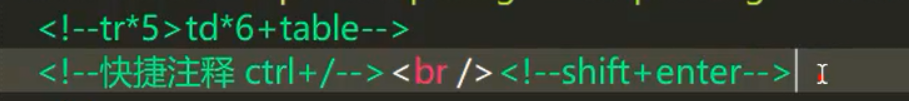 <!--tr*5>td*6+table-->
<!--快捷注释 ctrl+/--><br /><!--shift+enter-->